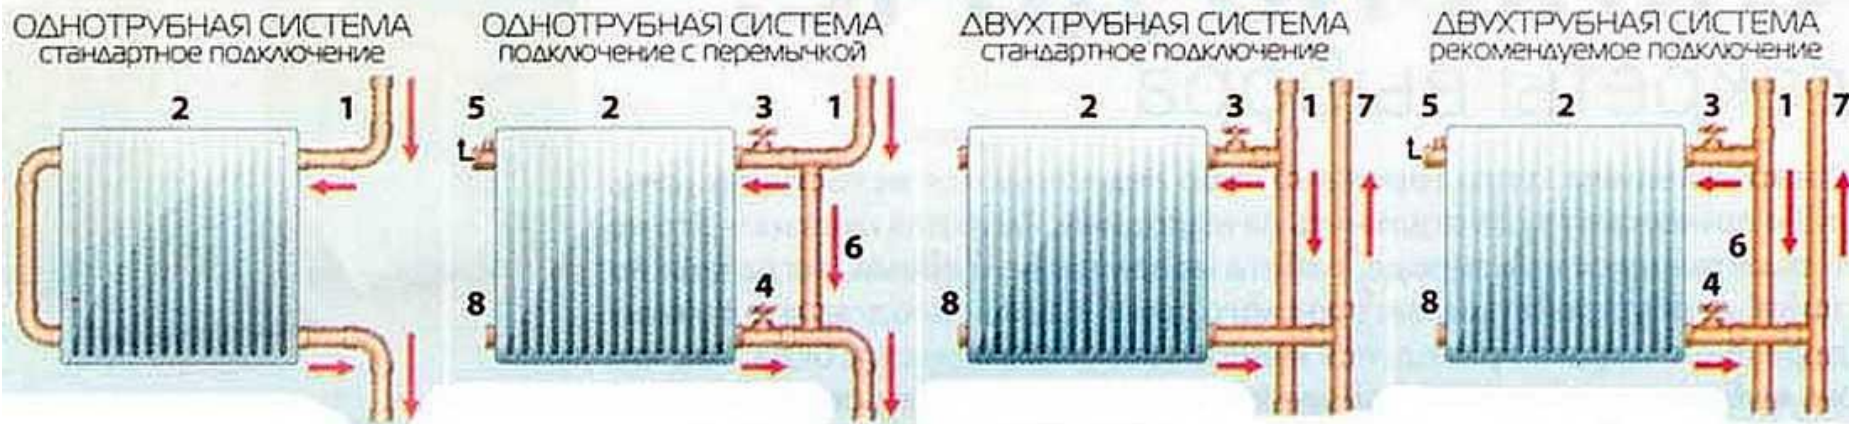 ОДНОТРУБНАЯ СИСТЕМА
стандартное подключение
2 1
ОДНОТРУБНАЯ СИСТЕМА
подключение с перемычкой
5 2 3 1
6
4
8
ДВУХТРУБНАЯ СИСТЕМА
стандартное подключение
2 3 1 7
8
ДВУХТРУБНАЯ СИСТЕМА
рекомендуемое подключение
5 2 3 1 7
6
4
8